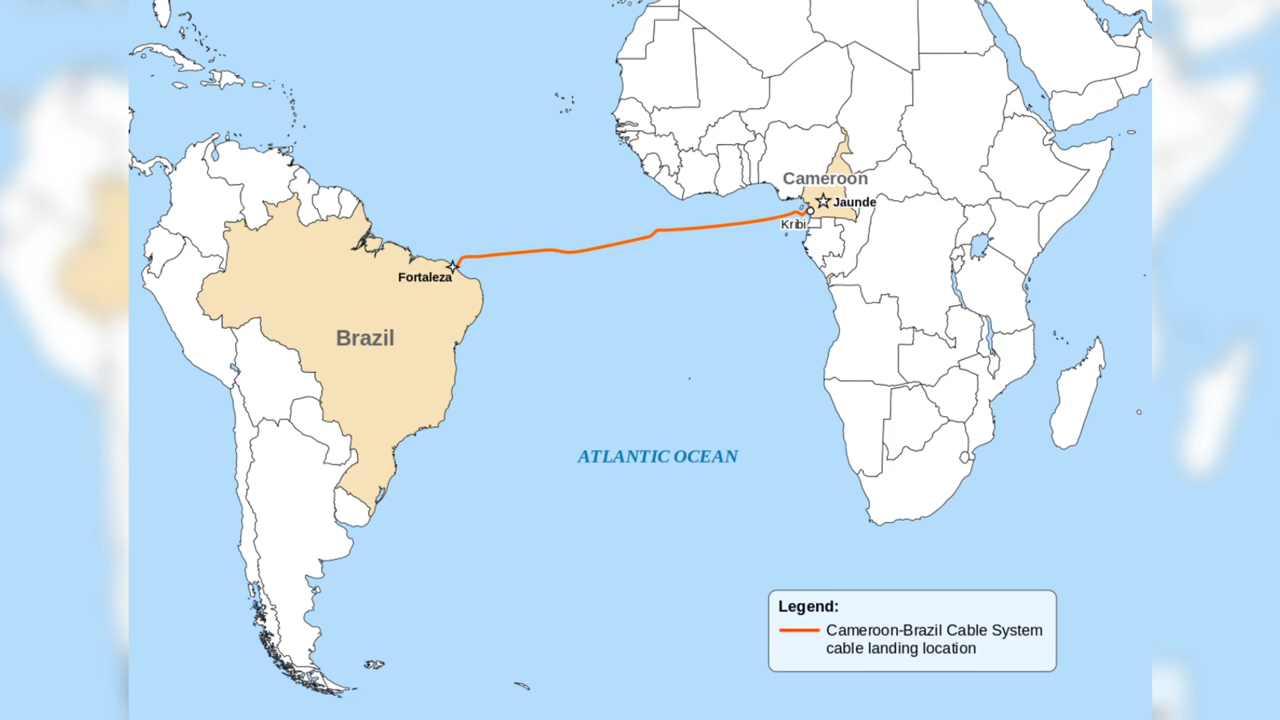 Cameroon
Jaunde
Kribi
Fortaleza
Brazil
ATLANTIC OCEAN
Legend:
Cameroon-Brazil Cable System
cable landing location